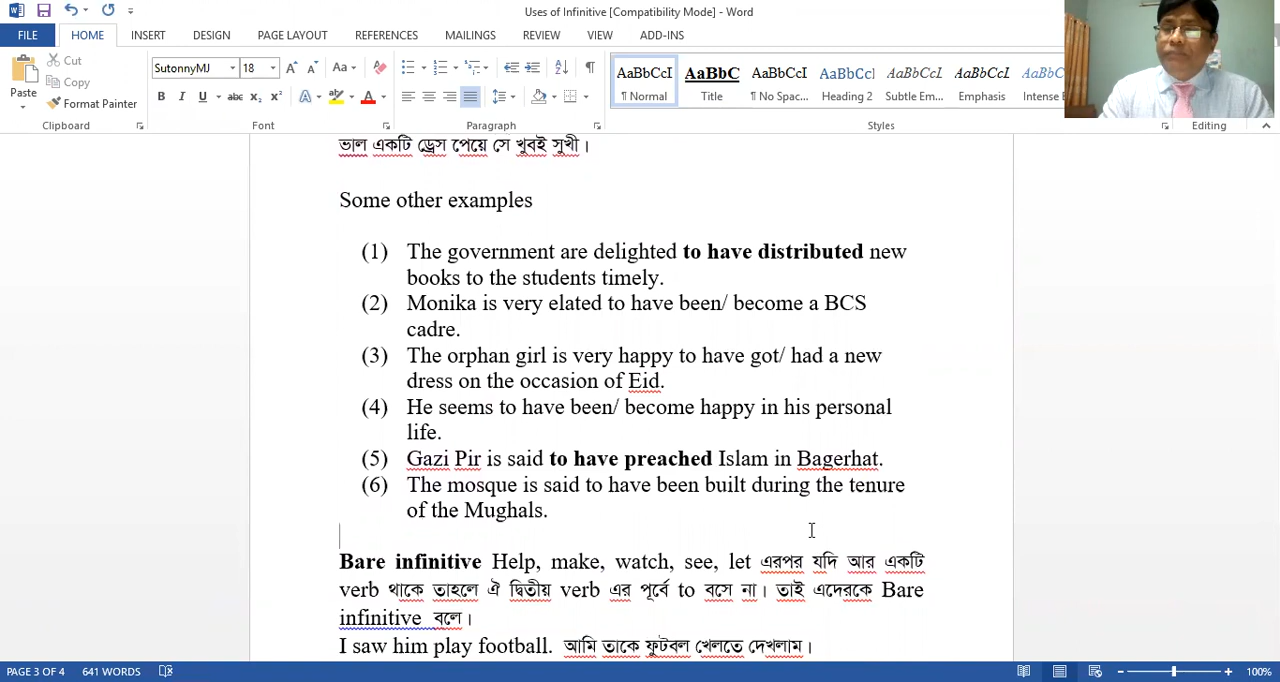 Uses of Infinitive [Compatibility Mode] - Word
FILE HOME INSERT DESIGN PAGE LAYOUT REFERENCES MAILINGS REVIEW VIEW ADD-INS
Paste
Cut
Copy
Format Painter
Clipboard
SutonnyMJ 18
Font
Paragraph
AaBbCcI AaBbC AaBbCcI AaBbCcI AaBbCcI AaBbCcI AaBbCcI
¶ Normal Title ¶ No Spac... Heading 2 Subtle Em... Emphasis Intense E
Styles
Editing
ভাল একটি ড্রেস পেয়ে সে খুবই সুখী।
Some other examples
(1) The government are delighted to have distributed new
books to the students timely.
(2) Monika is very elated to have been/ become a BCS
cadre.
(3) The orphan girl is very happy to have got/ had a new
dress on the occasion of Eid.
(4) He seems to have been/ become happy in his personal
life.
(5) Gazi Pir is said to have preached Islam in Bagerhat.
(6) The mosque is said to have been built during the tenure
of the Mughals.
Bare infinitive Help, make, watch, see, let এরপর যদি আর একটি
verb থাকে তাহলে ঐ দ্বিতীয় verb এর পূর্বে to বসে না। তাই এদেরকে Bare
infinitive বলে।
I saw him play football. আমি তাকে ফুটবল খেলতে দেখলাম।
PAGE 3 OF 4 641 WORDS 100%